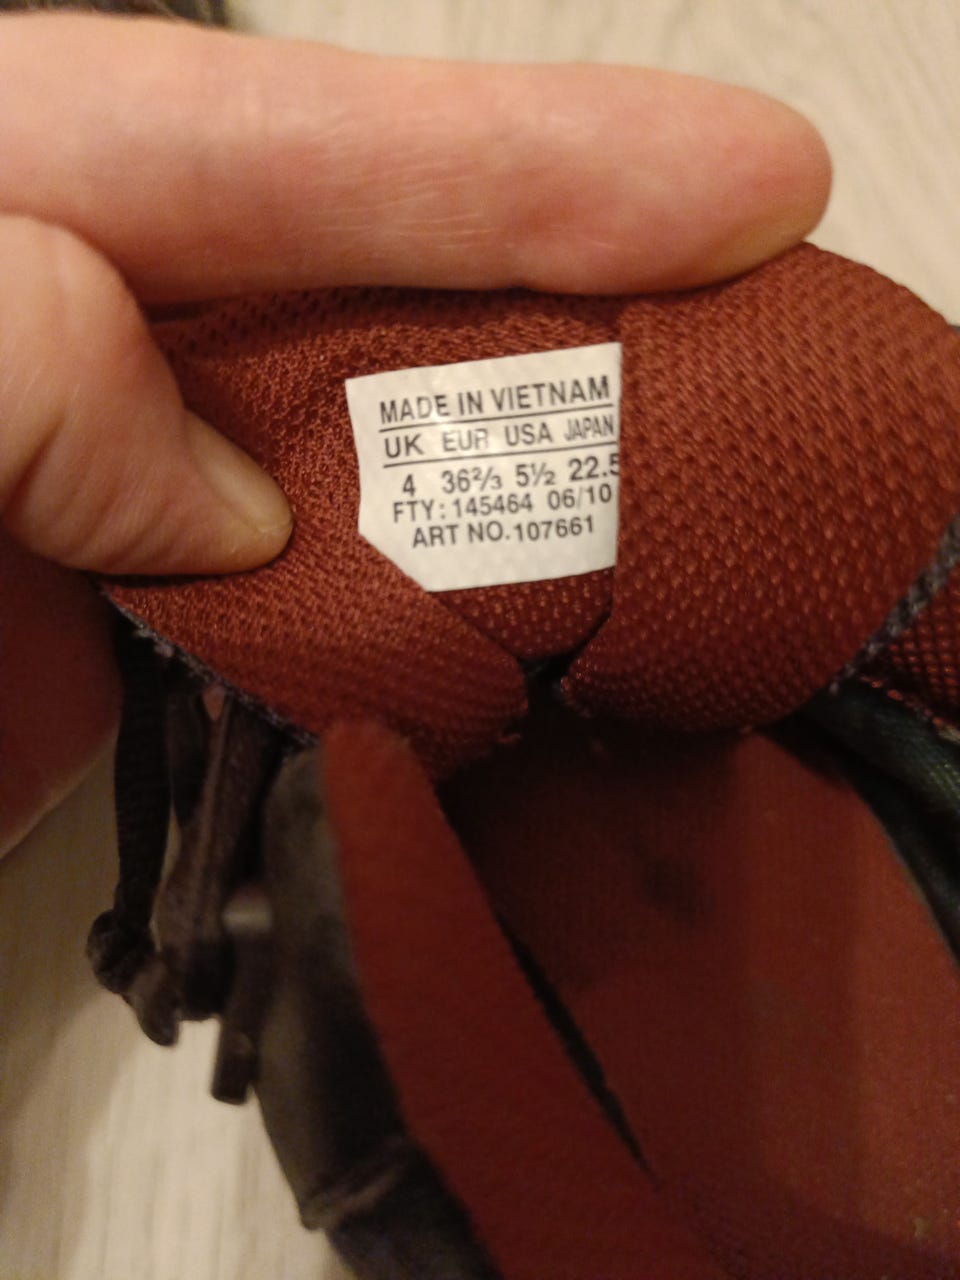 MADE IN VIETNAM
UK EUR USA JAPAN
4 36⅔ 5½ 22.5
FTY: 145464 06/10
ART NO. 107661